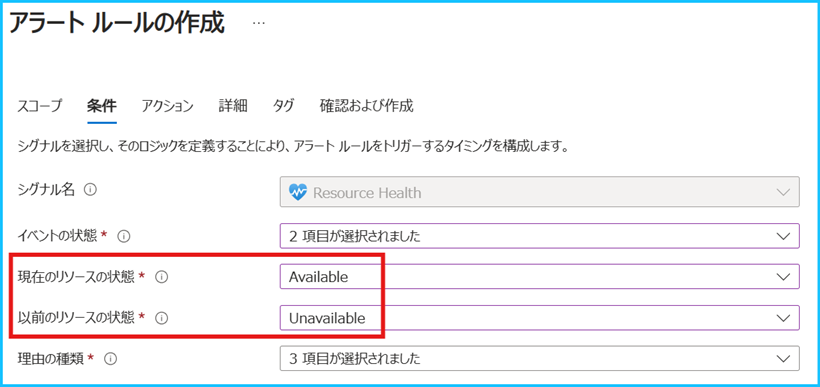 アラート ルールの作成 …
スコープ 条件 アクション 詳細 タグ 確認および作成
シグナルを選択し、そのロジックを定義することにより、アラート ルールをトリガーするタイミングを構成します。
シグナル名 Resource Health
イベントの状態 * 2 項目が選択されました
現在のリソースの状態 * Available
以前のリソースの状態 * Unavailable
理由の種類 * 3 項目が選択されました